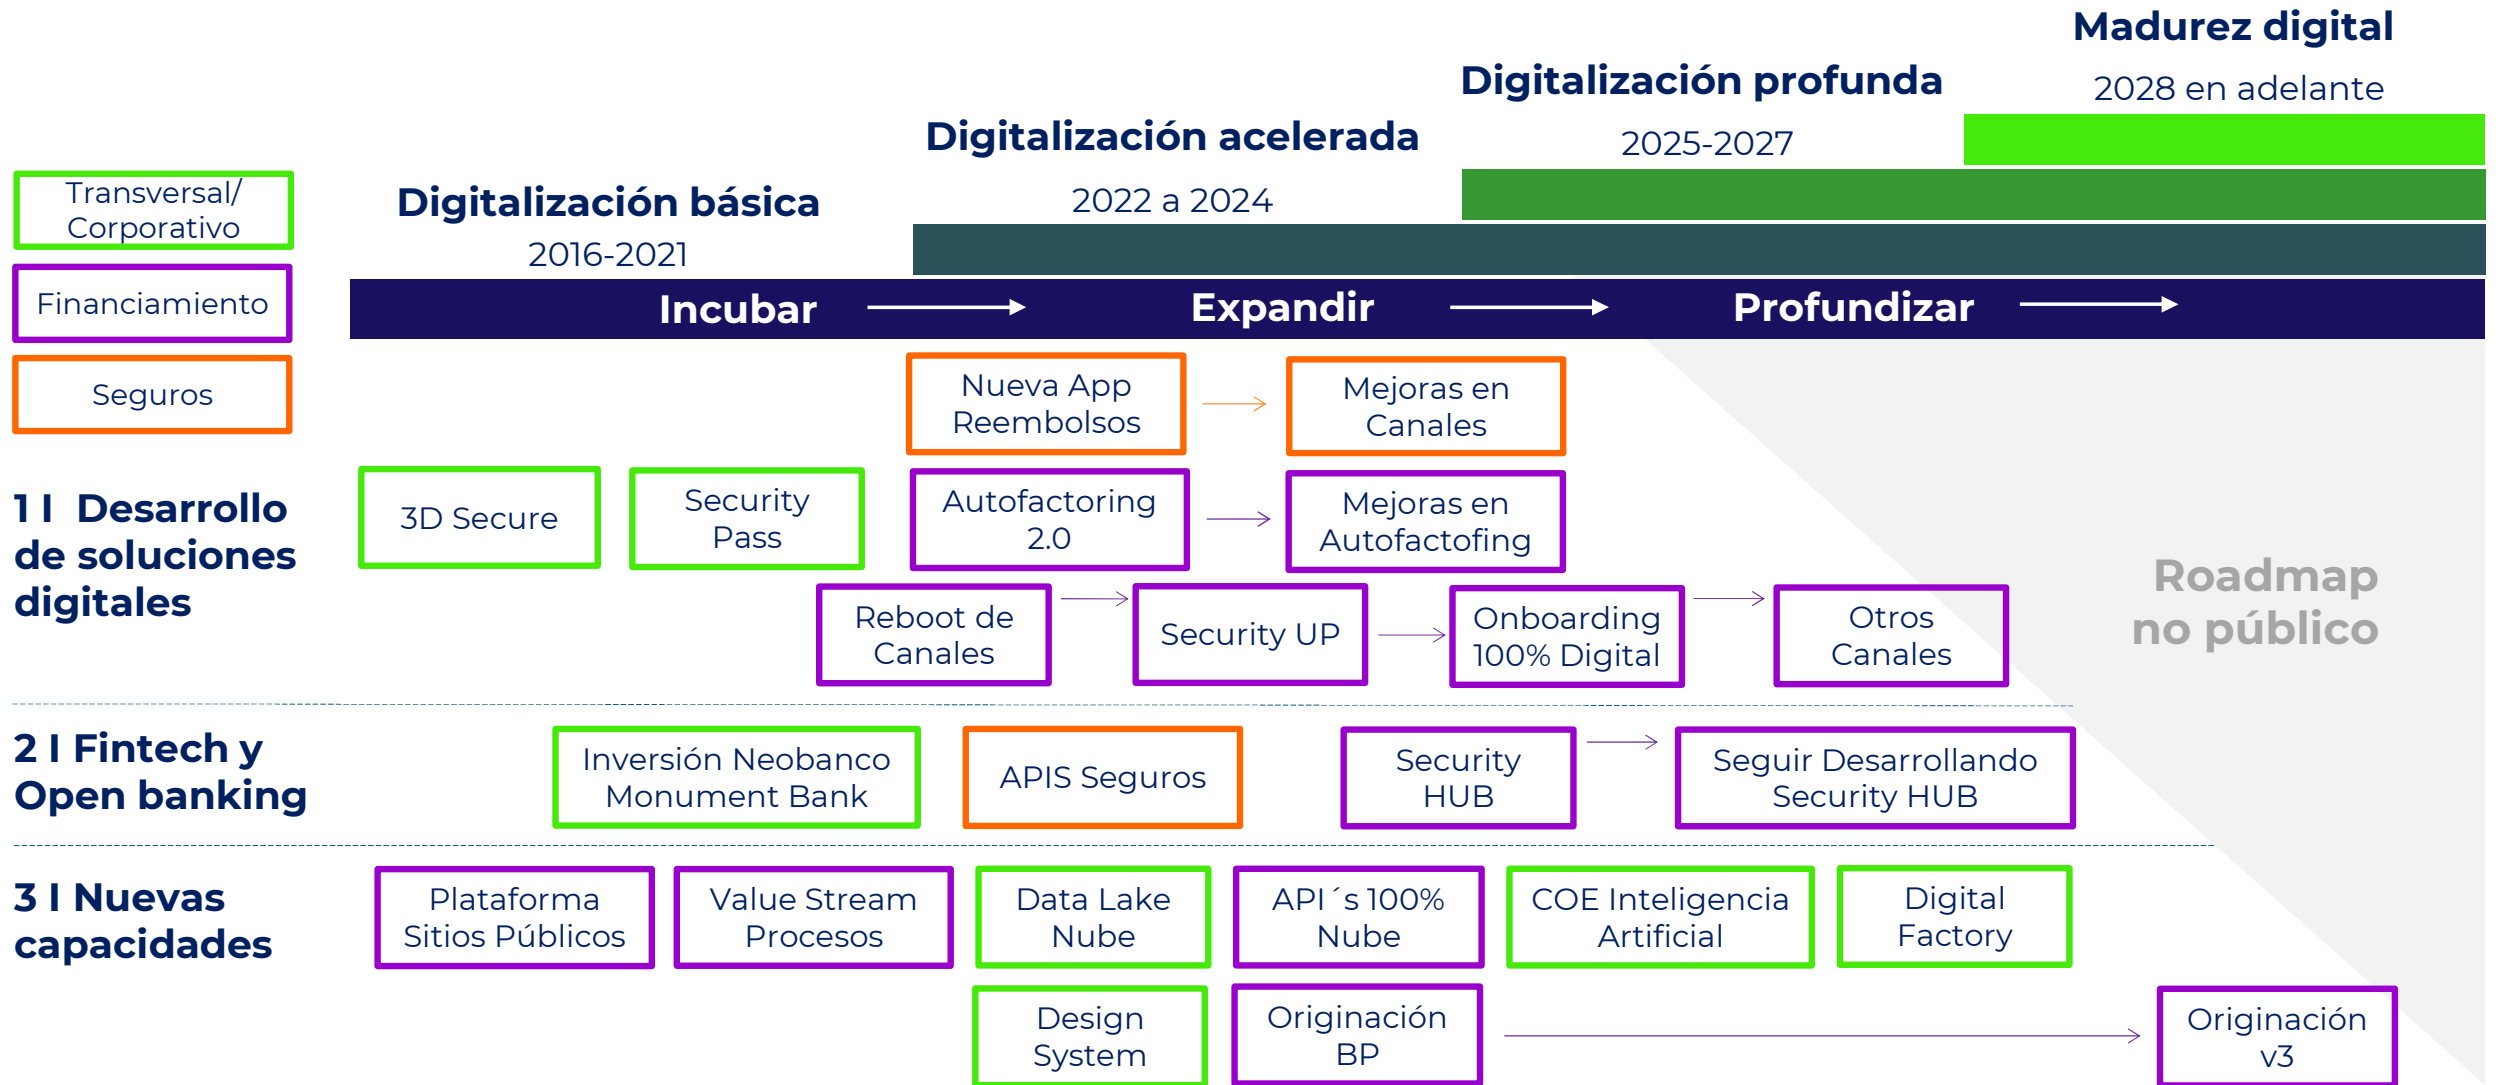 Madurez digital
2028 en adelante
Digitalización profunda
2025-2027
Digitalización acelerada
2022 a 2024
Digitalización básica
2016-2021
Transversal/
Corporativo
Financiamiento
Seguros
Incubar
Expandir
Profundizar
Nueva App
Reembolsos
Mejoras en
Canales
1 I Desarrollo
de soluciones
digitales
3D Secure
Security
Pass
Autofactoring
2.0
Mejoras en
Autofactofing
Reboot de
Canales
Security UP
Onboarding
100% Digital
Otros
Canales
Roadmap
no público
2 I Fintech y
Open banking
Inversión Neobanco
Monument Bank
APIS Seguros
Security
HUB
Seguir Desarrollando
Security HUB
3 I Nuevas
capacidades
Plataforma
Sitios Públicos
Value Stream
Procesos
Data Lake
Nube
API´s 100%
Nube
COE Inteligencia
Artificial
Digital
Factory
Design
System
Originación
BP
Originación
v3